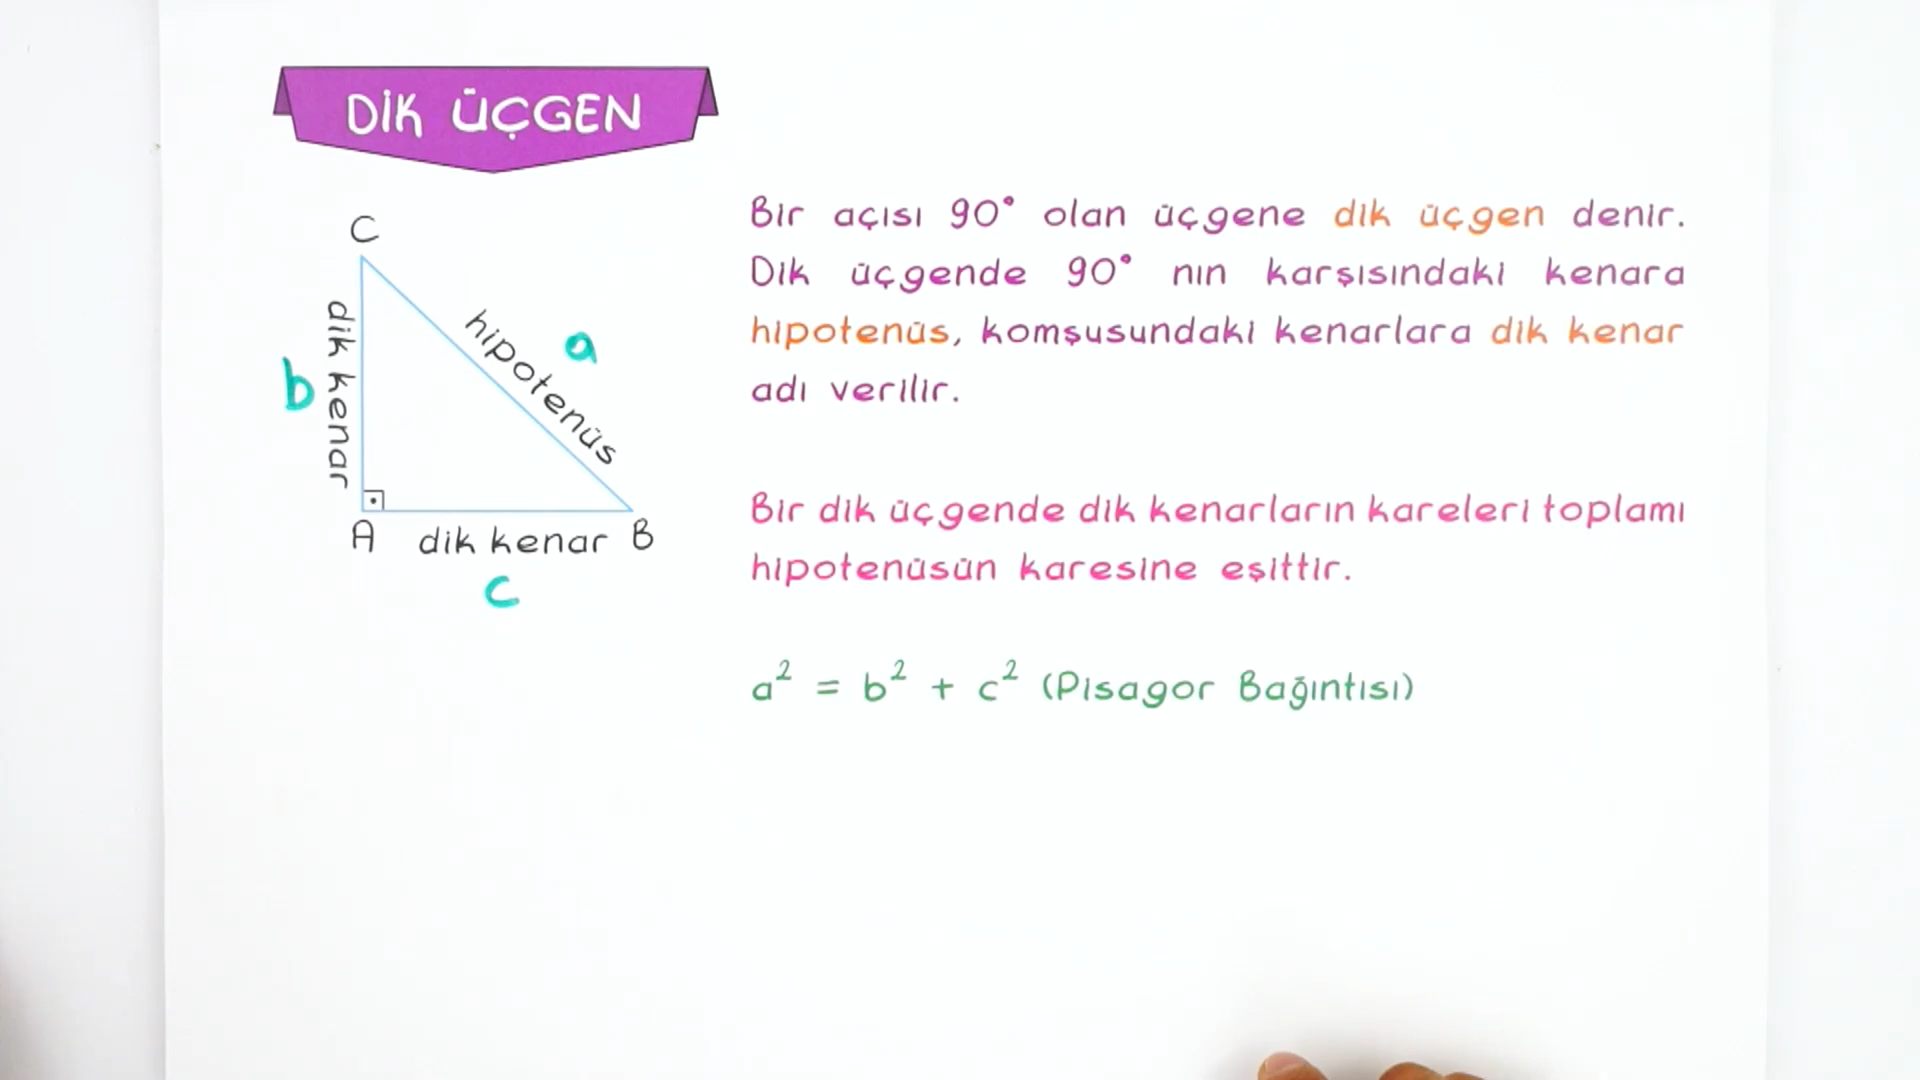 DİK ÜÇGEN
C
dik kenar
hipotenüs
a
b
A
dik kenar
B
c
Bir açısı 90° olan üçgene dik üçgen denir.
Dik üçgende 90° nın karşısındaki kenara
hipotenüs, komşusundaki kenarlara dik kenar
adı verilir.
Bir dik üçgende dik kenarların kareleri toplamı
hipotenüsün karesine eşittir.
a² = b² + c² (Pisagor Bağıntısı)